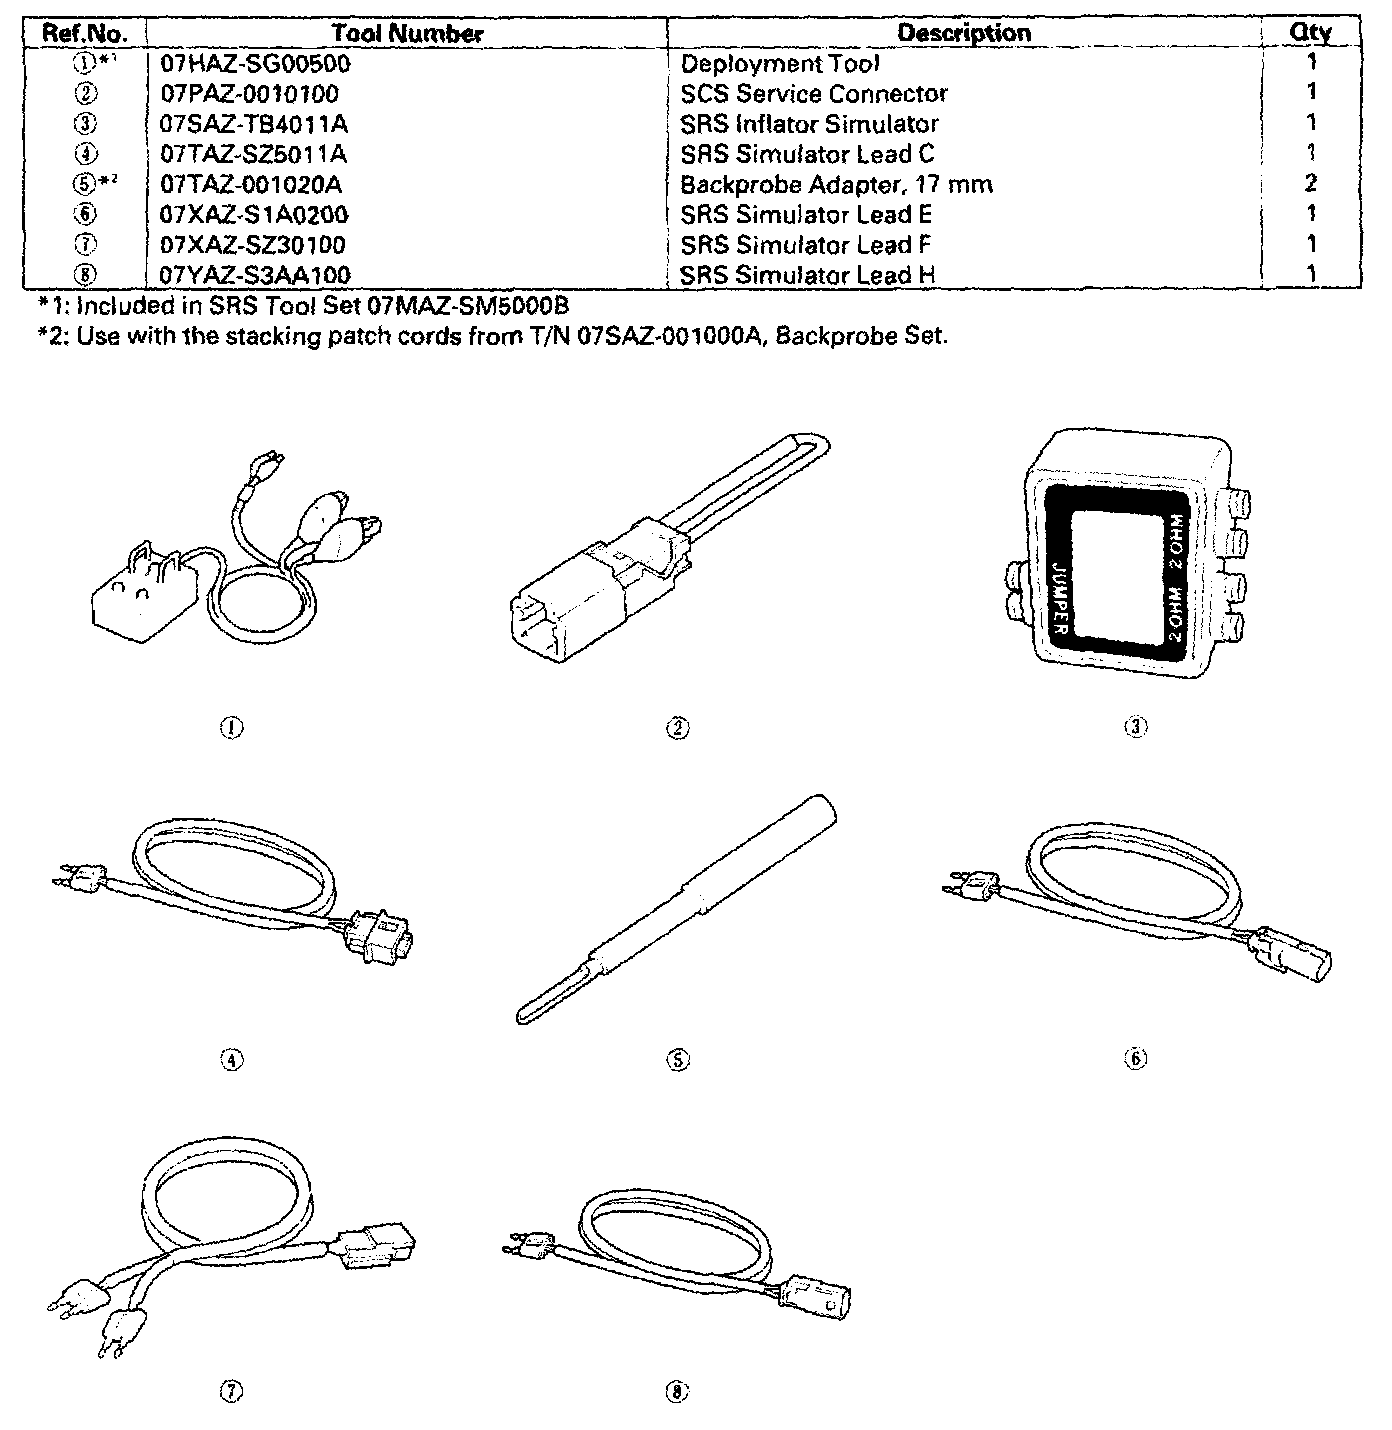 Ref.No. Tool Number Description Qty
①*1 07HAZ-SG00500 Deployment Tool 1
② 07PAZ-0010100 SCS Service Connector 1
③ 07SAZ-TB4011A SRS Inflator Simulator 1
④ 07TAZ-SZ5011A SRS Simulator Lead C 1
⑤*2 07TAZ-001020A Backprobe Adapter, 17 mm 2
⑥ 07XAZ-S1A0200 SRS Simulator Lead E 1
⑦ 07XAZ-SZ30100 SRS Simulator Lead F 1
⑧ 07YAZ-S3AA100 SRS Simulator Lead H 1
*1: Included in SRS Tool Set 07MAZ-SM5000B
*2: Use with the stacking patch cords from T/N 07SAZ-001000A, Backprobe Set.
JUMPER
2 OHM 2 OHM
① ② ③
④ ⑤ ⑥
⑦ ⑧